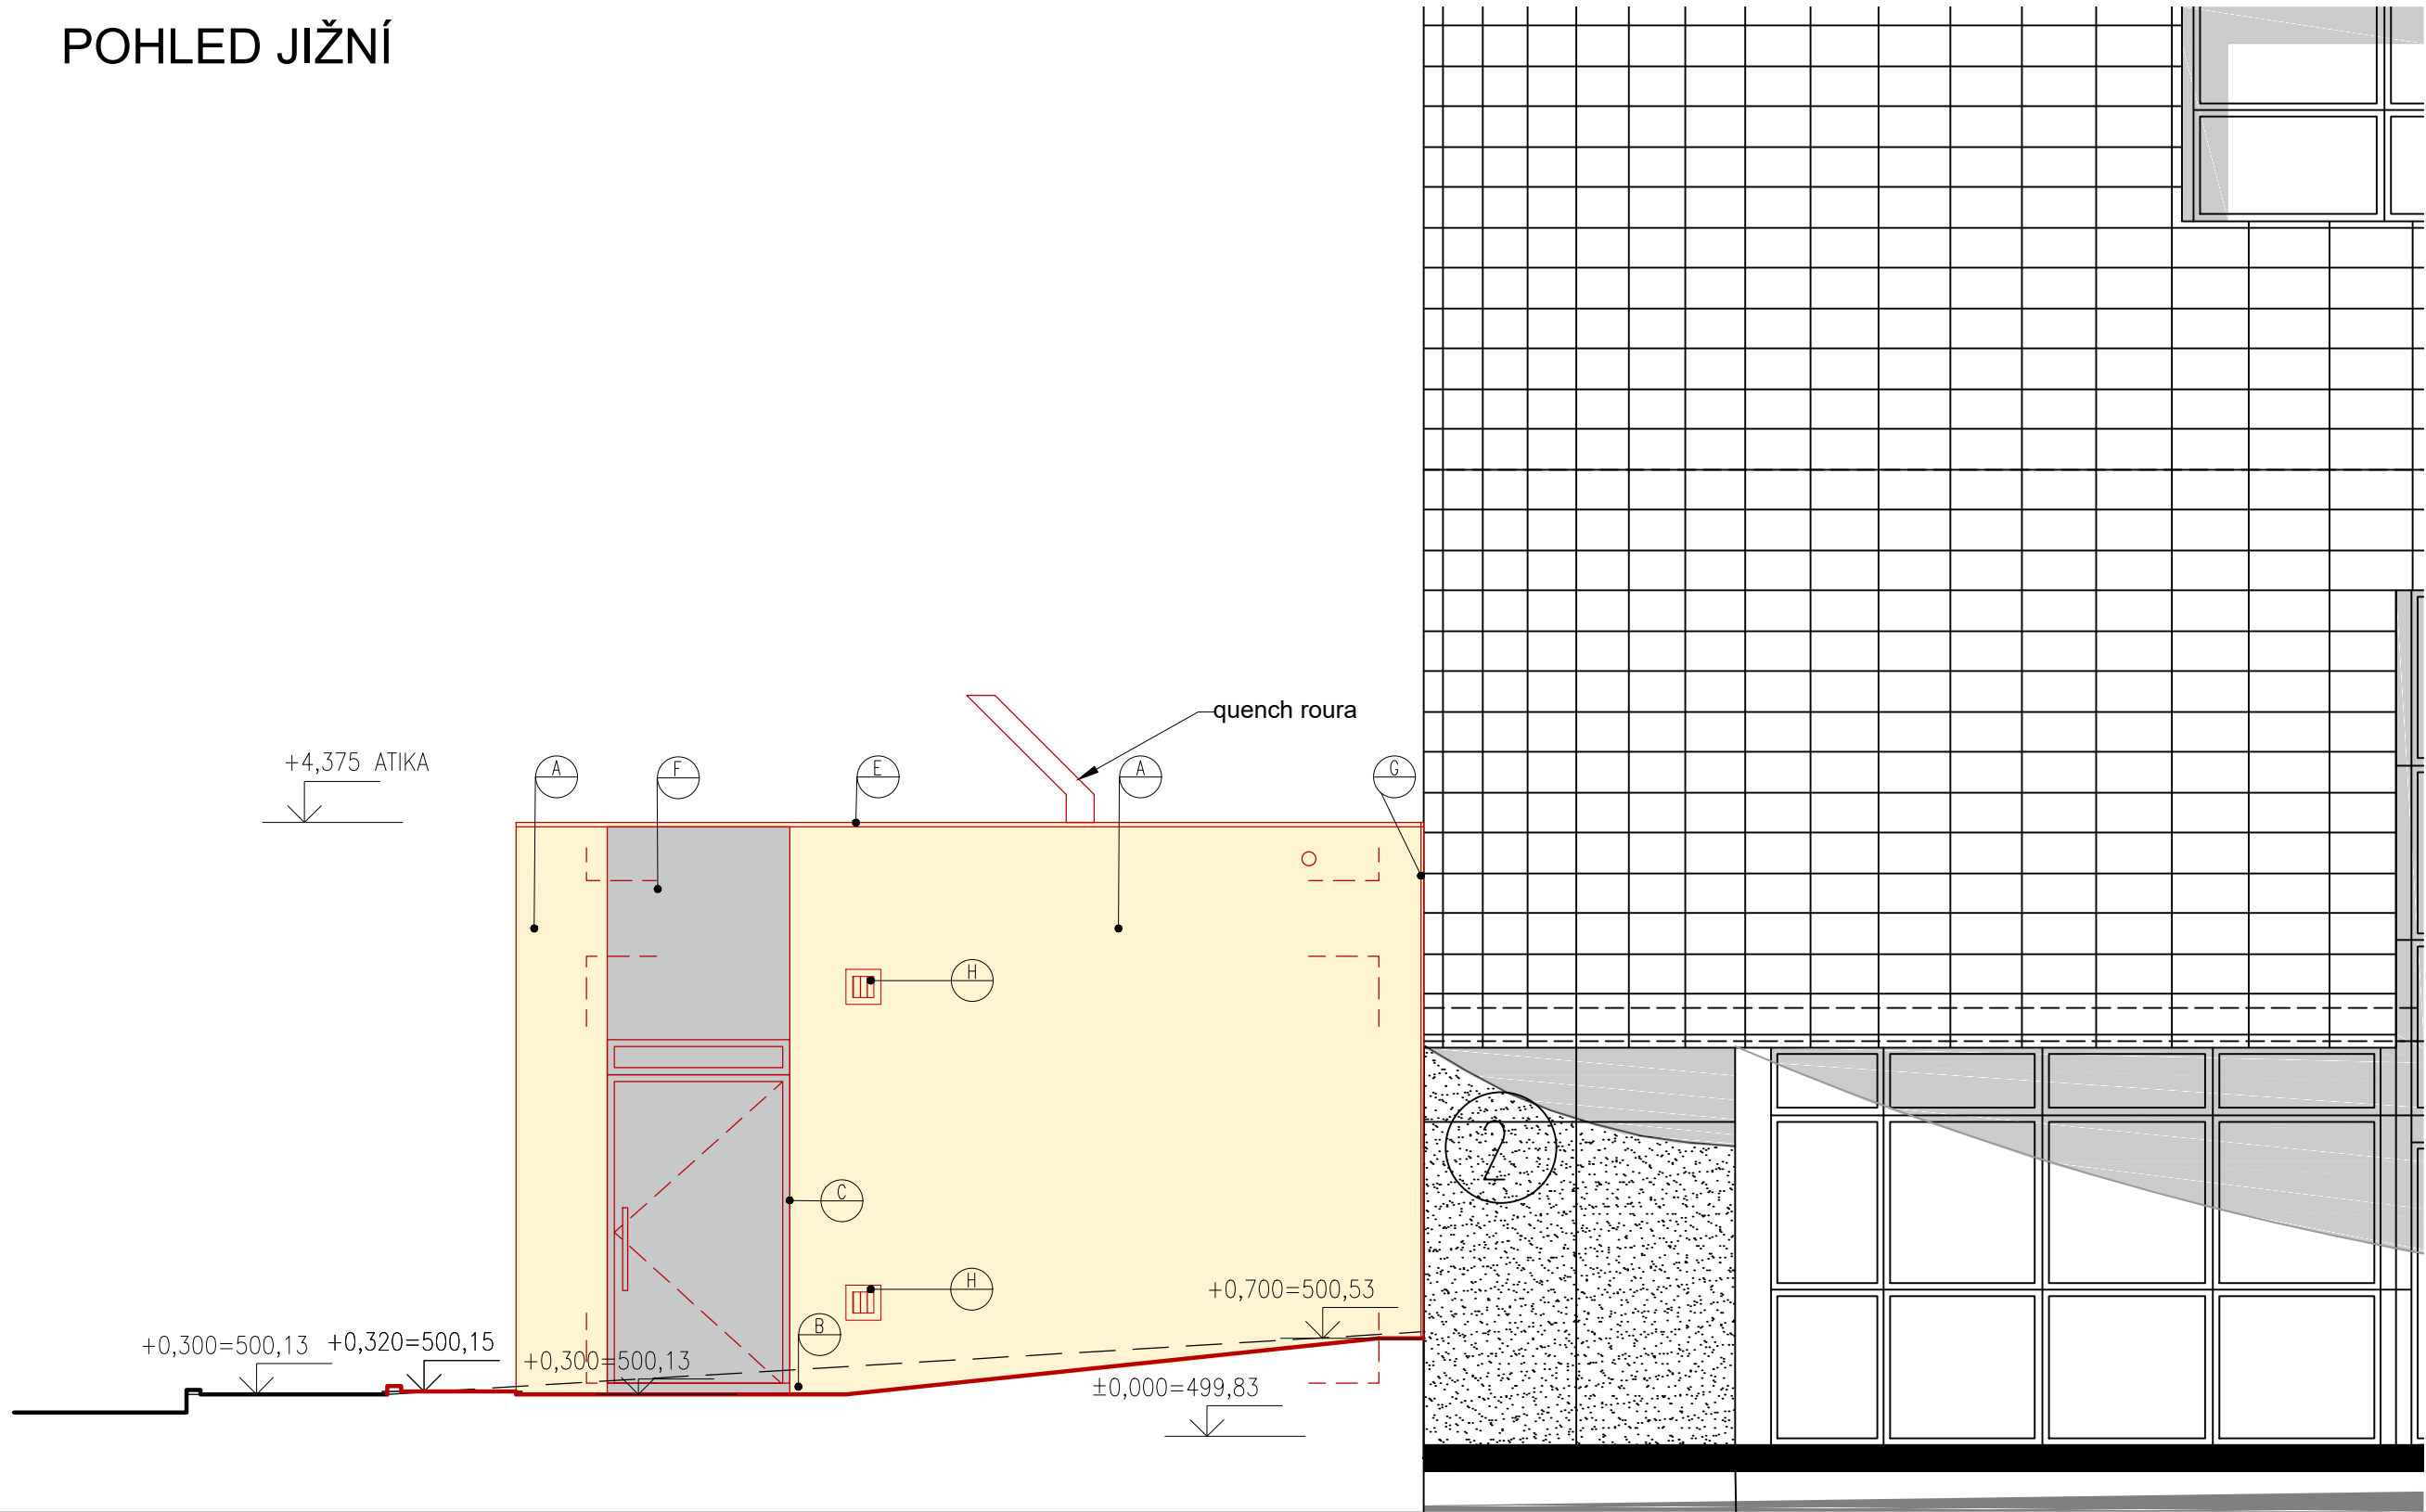 POHLED JIŽNÍ
quench roura
+4,375 ATIKA
A
F
E
A
G
H
2
C
H
+0,700=500,53
B
+0,300=500,13
+0,320=500,15
+0,300=500,13
±0,000=499,83